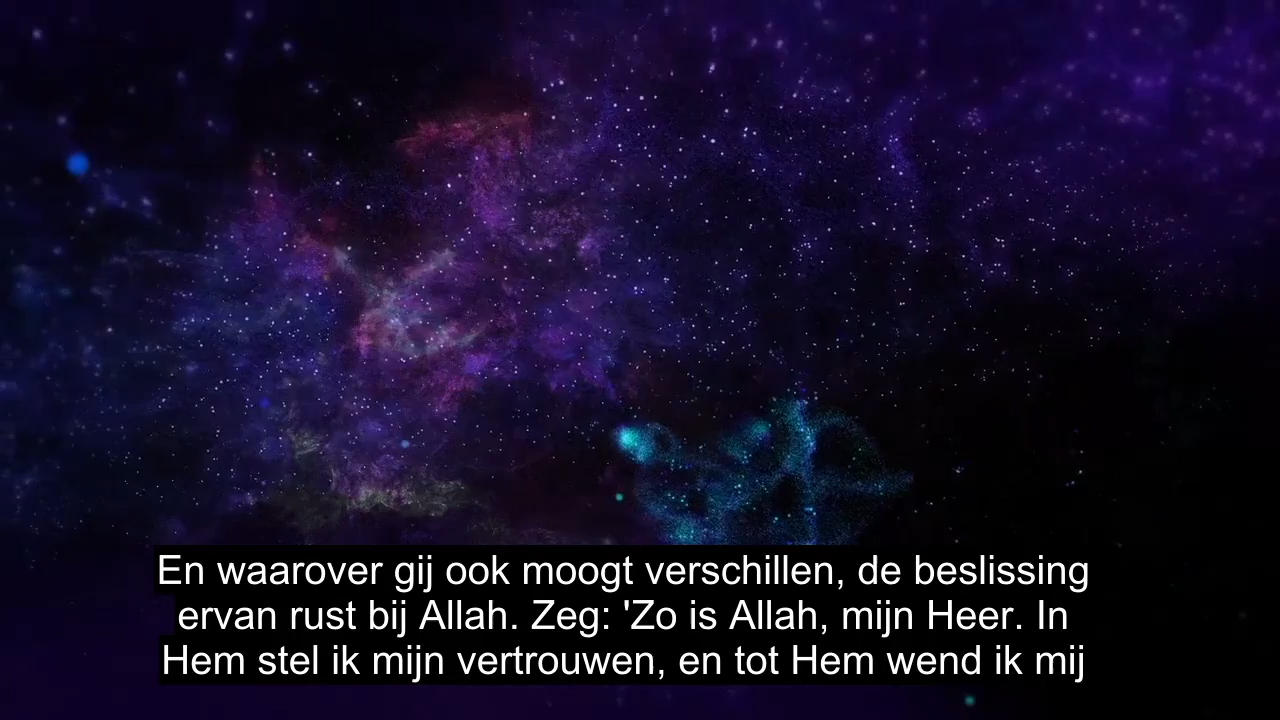 En waarover gij ook moogt verschillen, de beslissing
ervan rust bij Allah. Zeg: 'Zo is Allah, mijn Heer. In
Hem stel ik mijn vertrouwen, en tot Hem wend ik mij